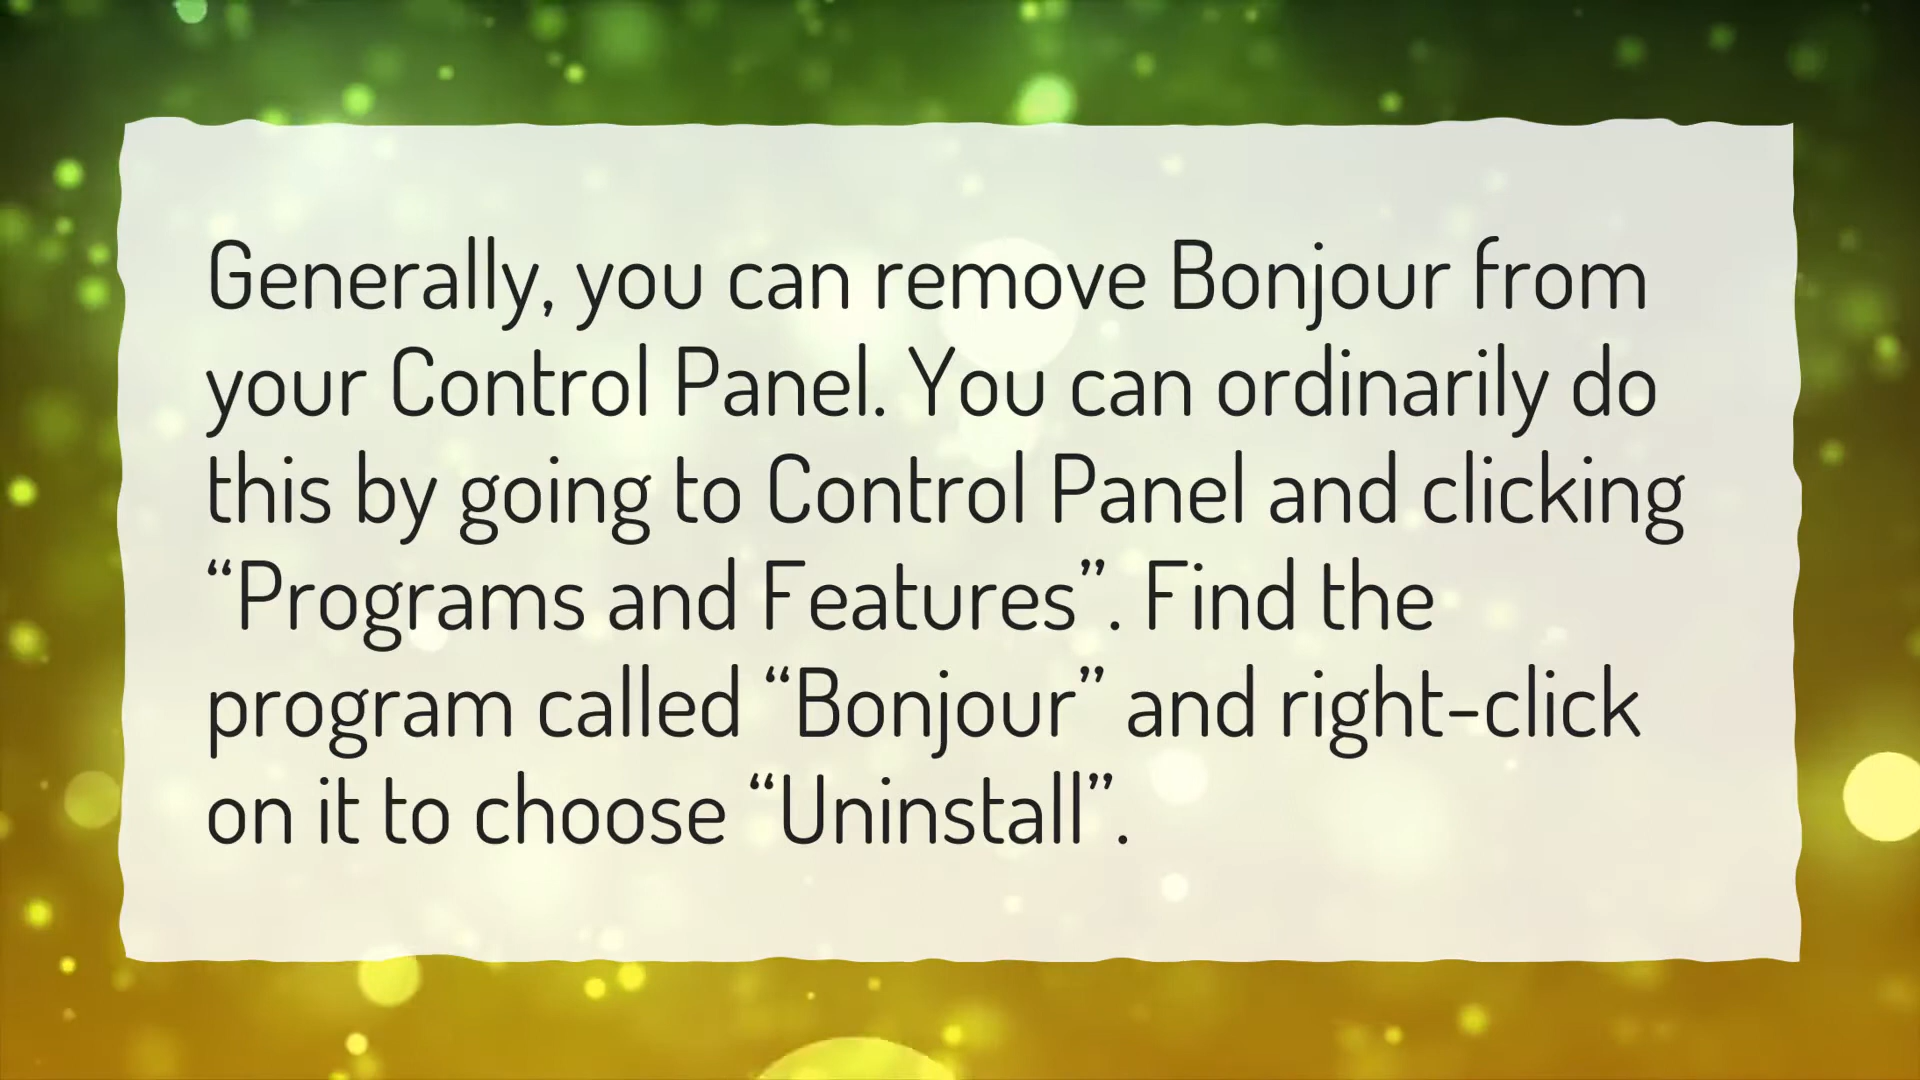 Generally, you can remove Bonjour from
your Control Panel. You can ordinarily do
this by going to Control Panel and clicking
“Programs and Features”. Find the
program called “Bonjour” and right-click
on it to choose “Uninstall”.